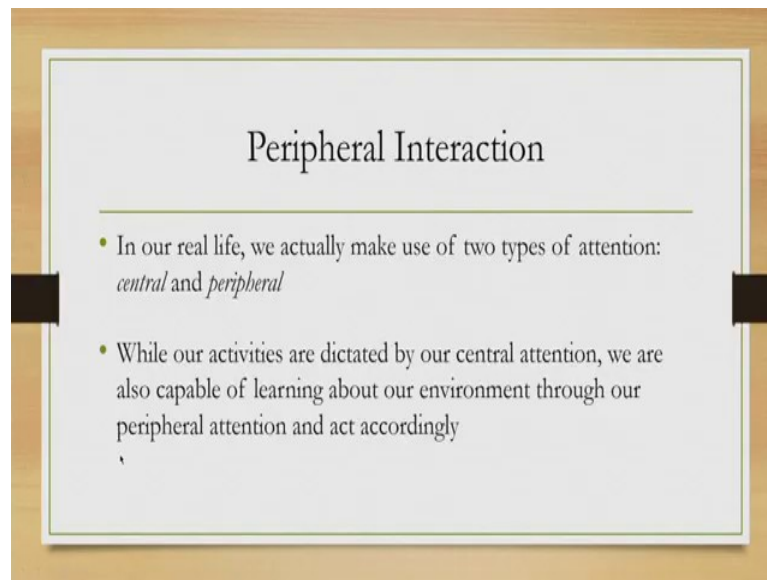 Peripheral Interaction
• In our real life, we actually make use of two types of attention:
central and peripheral
• While our activities are dictated by our central attention, we are
also capable of learning about our environment through our
peripheral attention and act accordingly